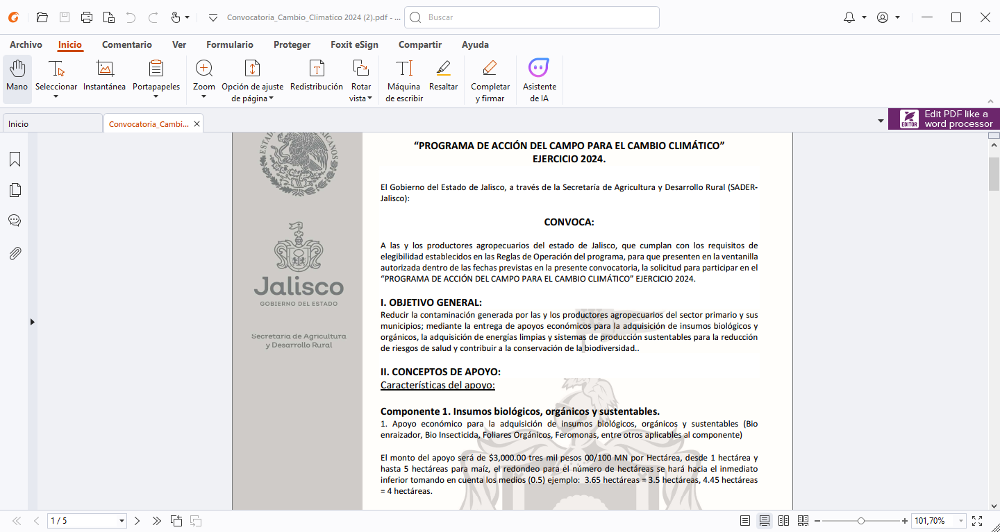 Convocatoria_Cambio_Climatico 2024 (2).pdf - ...
Buscar
Archivo Inicio Comentario Ver Formulario Proteger Foxit eSign Compartir Ayuda
Mano
Seleccionar
Instantánea
Portapapeles
Zoom
Opción de ajuste
de página
Redistribución
Rotar
vista
Máquina
de escribir
Resaltar
Completar
y firmar
Asistente
de IA
Inicio
Convocatoria_Cambi...
EDITOR
Edit PDF like a
word processor
“PROGRAMA DE ACCIÓN DEL CAMPO PARA EL CAMBIO CLIMÁTICO”
EJERCICIO 2024.
El Gobierno del Estado de Jalisco, a través de la Secretaría de Agricultura y Desarrollo Rural (SADER-
Jalisco):
CONVOCA:
A las y los productores agropecuarios del estado de Jalisco, que cumplan con los requisitos de
elegibilidad establecidos en las Reglas de Operación del programa, para que presenten en la ventanilla
autorizada dentro de las fechas previstas en la presente convocatoria, la solicitud para participar en el
“PROGRAMA DE ACCIÓN DEL CAMPO PARA EL CAMBIO CLIMÁTICO” EJERCICIO 2024.
I. OBJETIVO GENERAL:
Reducir la contaminación generada por las y los productores agropecuarios del sector primario y sus
municipios; mediante la entrega de apoyos económicos para la adquisición de insumos biológicos y
orgánicos, la adquisición de energías limpias y sistemas de producción sustentables para la reducción
de riesgos de salud y contribuir a la conservación de la biodiversidad..
II. CONCEPTOS DE APOYO:
Características del apoyo:
Componente 1. Insumos biológicos, orgánicos y sustentables.
1. Apoyo económico para la adquisición de insumos biológicos, orgánicos y sustentables (Bio
enraizador, Bio Insecticida, Foliares Orgánicos, Feromonas, entre otros aplicables al componente)
El monto del apoyo será de $3,000.00 tres mil pesos 00/100 MN por Hectárea, desde 1 hectárea y
hasta 5 hectáreas para maíz, el redondeo para el número de hectáreas se hará hacia el inmediato
inferior tomando en cuenta los medios (0.5) ejemplo: 3.65 hectáreas = 3.5 hectáreas, 4.45 hectáreas
= 4 hectáreas.
Jalisco
GOBIERNO DEL ESTADO
Secretaría de Agricultura
y Desarrollo Rural
1 / 5
101,70%